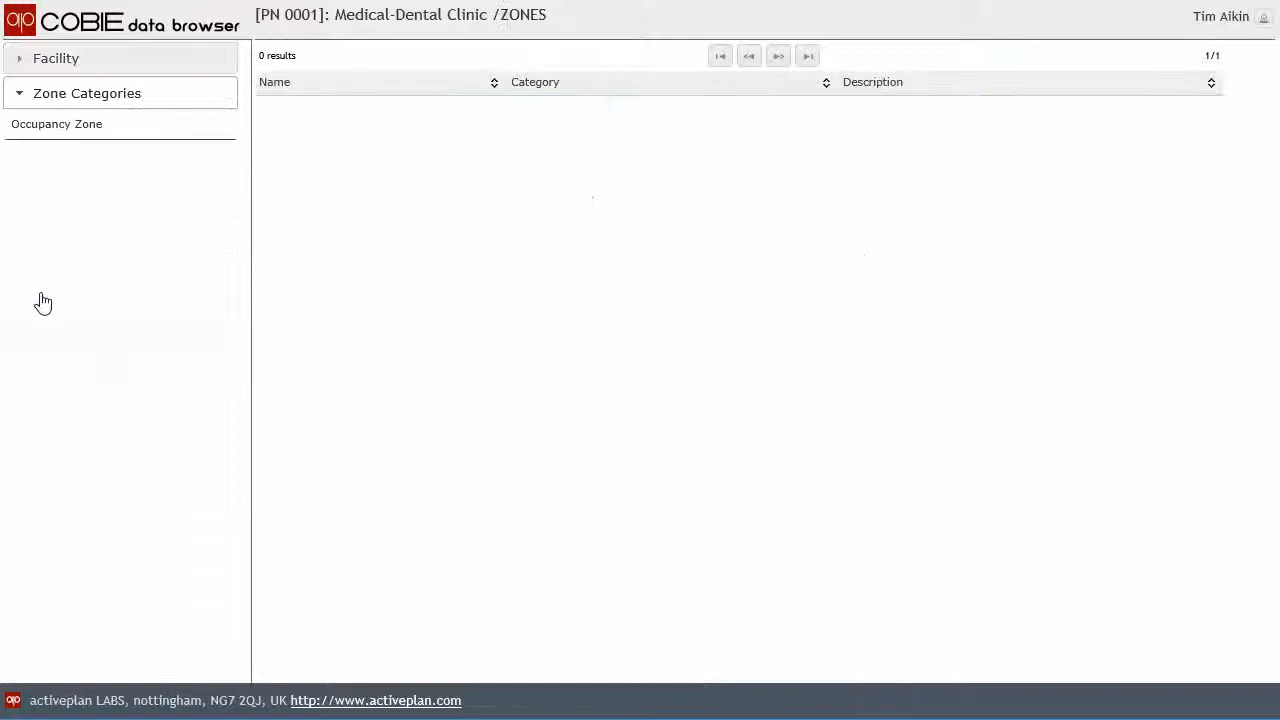 COBIE data browser
[PN 0001]: Medical-Dental Clinic /ZONES
Tim Aikin
Facility
Zone Categories
Occupancy Zone
0 results
1/1
Name
Category
Description
activeplan LABS, nottingham, NG7 2QJ, UK http://www.activeplan.com